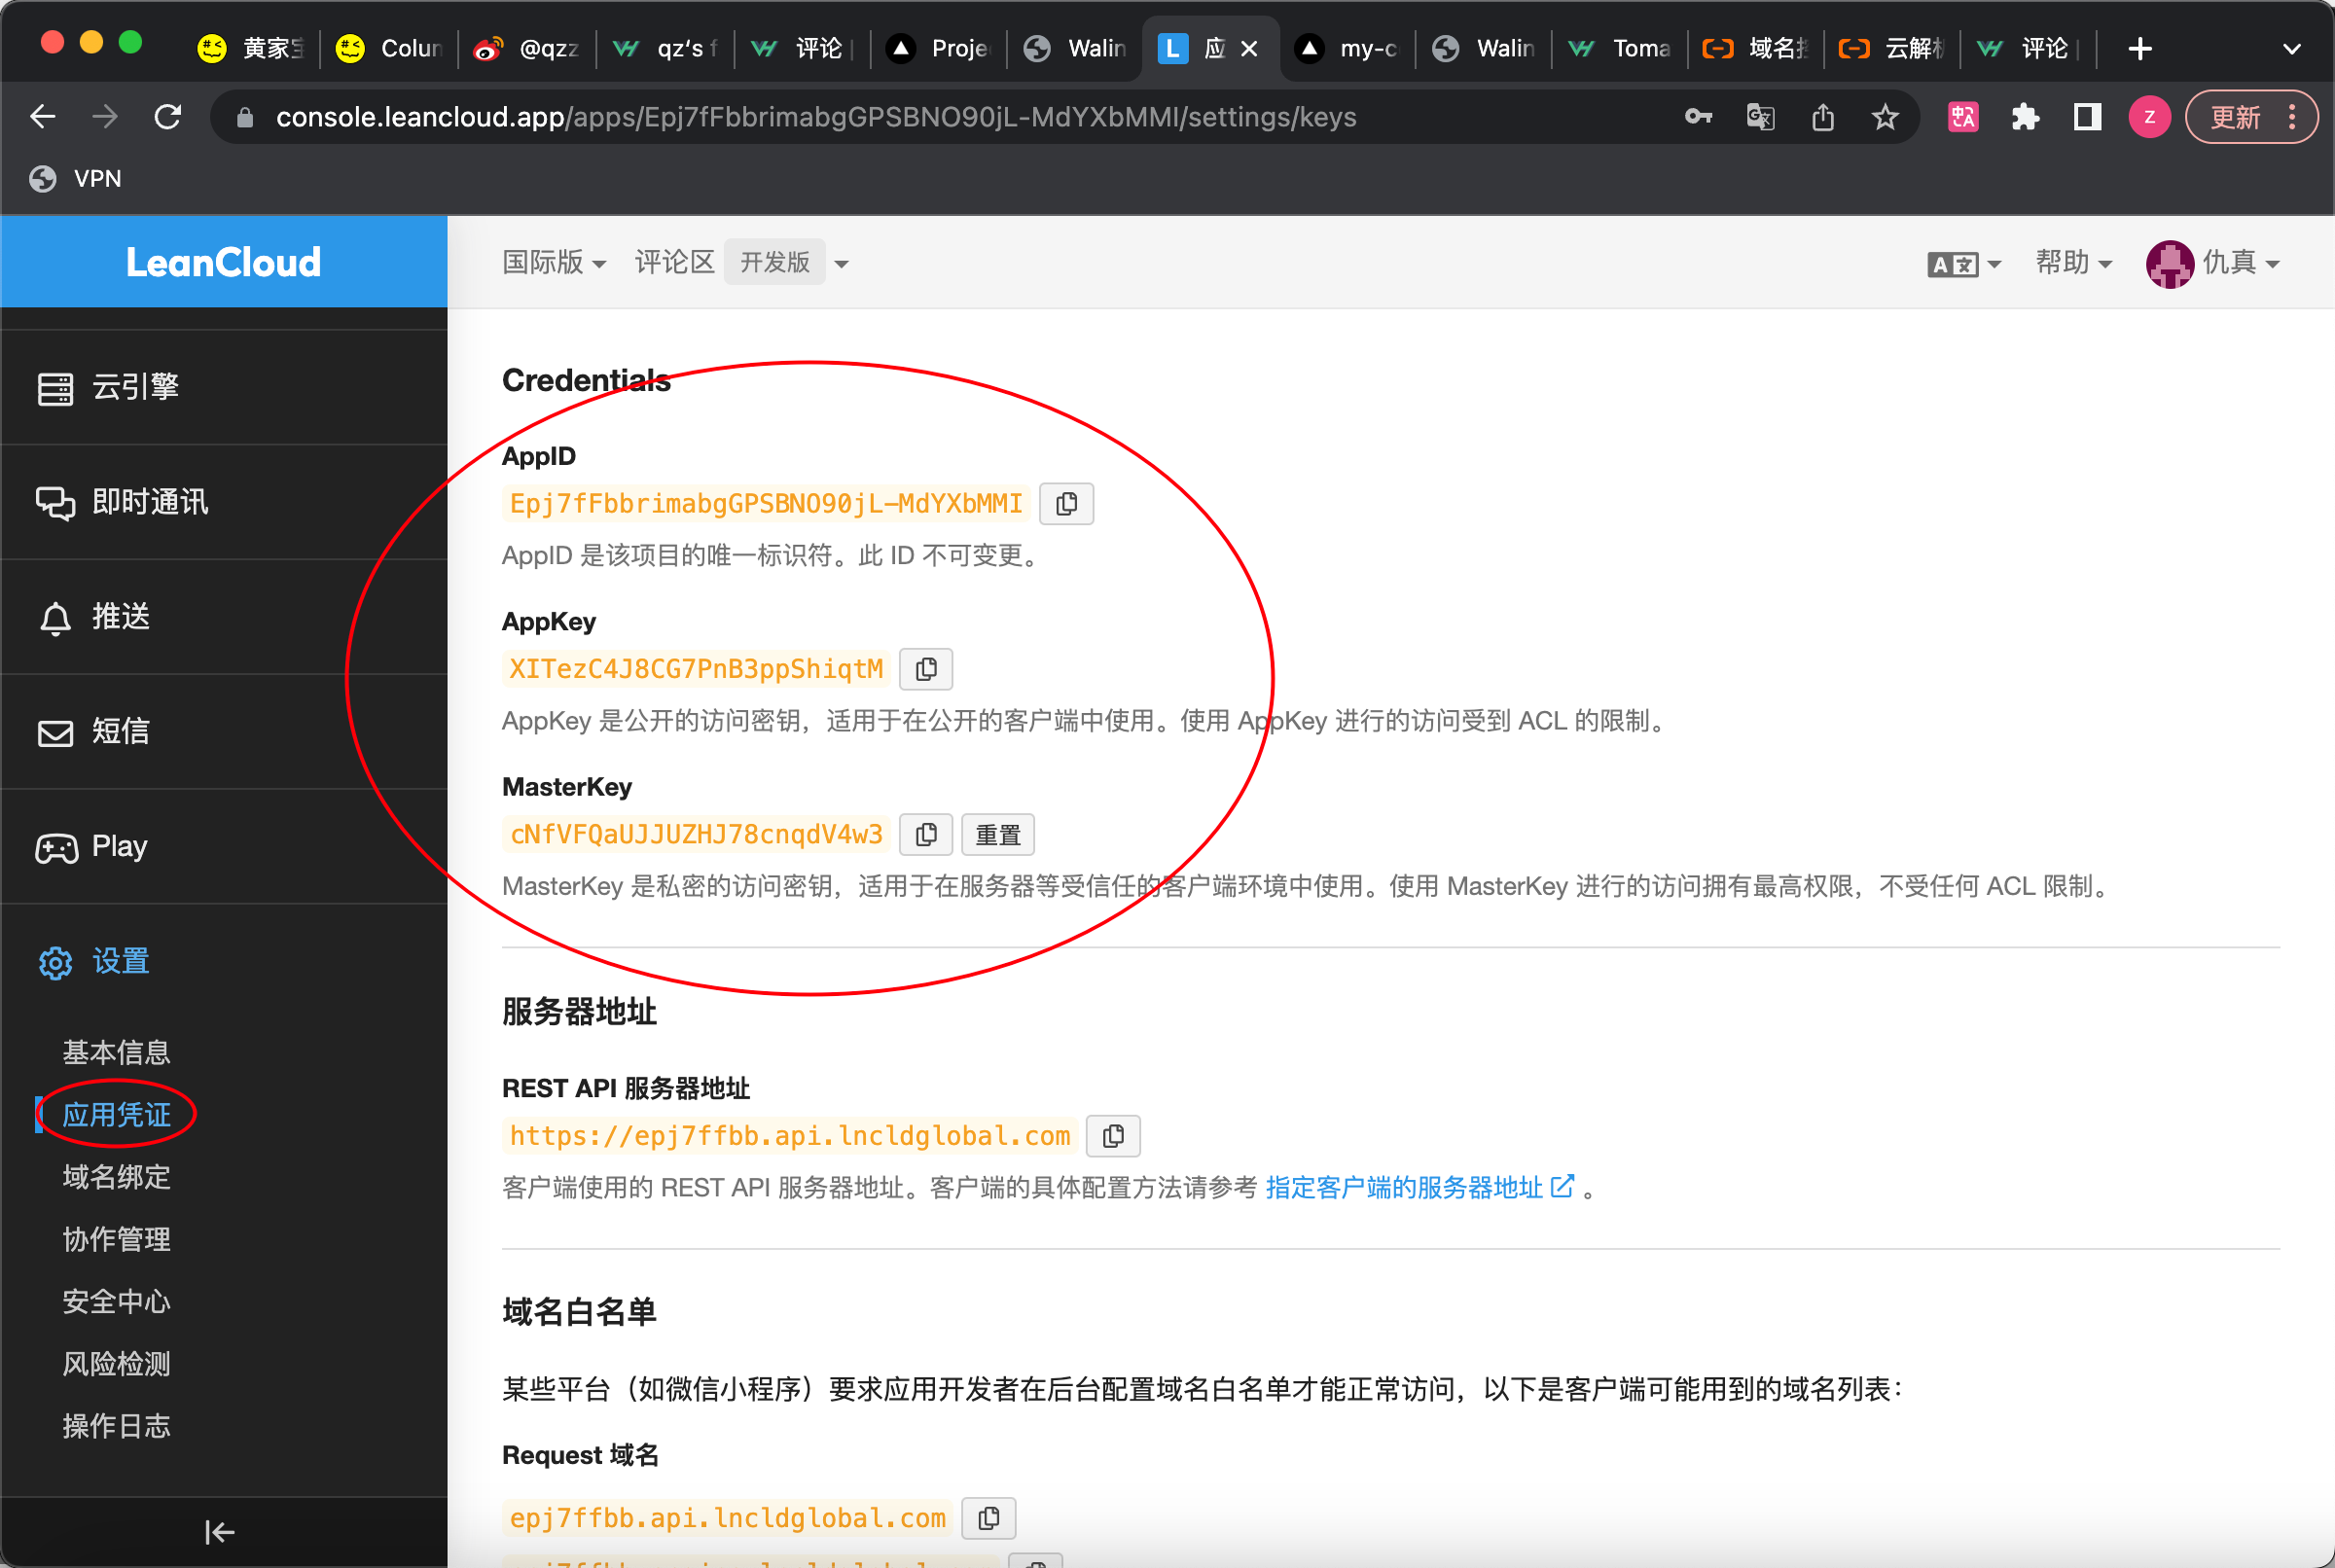 黄家 Colun @qzz qz's f 评论 Proje Walin 应 my-c Walin Toma 域名 云解 评论
console.leancloud.app/apps/Epj7fFbbrimabgGPSBNO90jL-MdYXbMMI/settings/keys
Z 更新
VPN
LeanCloud
国际版 评论区 开发版 帮助 仇真
云引擎
即时通讯
推送
短信
Play
设置
基本信息
应用凭证
域名绑定
协作管理
安全中心
风险检测
操作日志
Credentials
AppID
Epj7fFbbrimabgGPSBNO90jL-MdYXbMMI
AppID 是该项目的唯一标识符。此 ID 不可变更。
AppKey
XITezC4J8CG7PnB3ppShiqtM
AppKey 是公开的访问密钥，适用于在公开的客户端中使用。使用 AppKey 进行的访问受到 ACL 的限制。
MasterKey
cNfVFQaUJJUZHJ78cnqdV4w3 重置
MasterKey 是私密的访问密钥，适用于在服务器等受信任的客户端环境中使用。使用 MasterKey 进行的访问拥有最高权限，不受任何 ACL 限制。
服务器地址
REST API 服务器地址
https://epj7ffbb.api.lncldglobal.com
客户端使用的 REST API 服务器地址。客户端的具体配置方法请参考 指定客户端的服务器地址 。
域名白名单
某些平台（如微信小程序）要求应用开发者在后台配置域名白名单才能正常访问，以下是客户端可能用到的域名列表：
Request 域名
epj7ffbb.api.lncldglobal.com